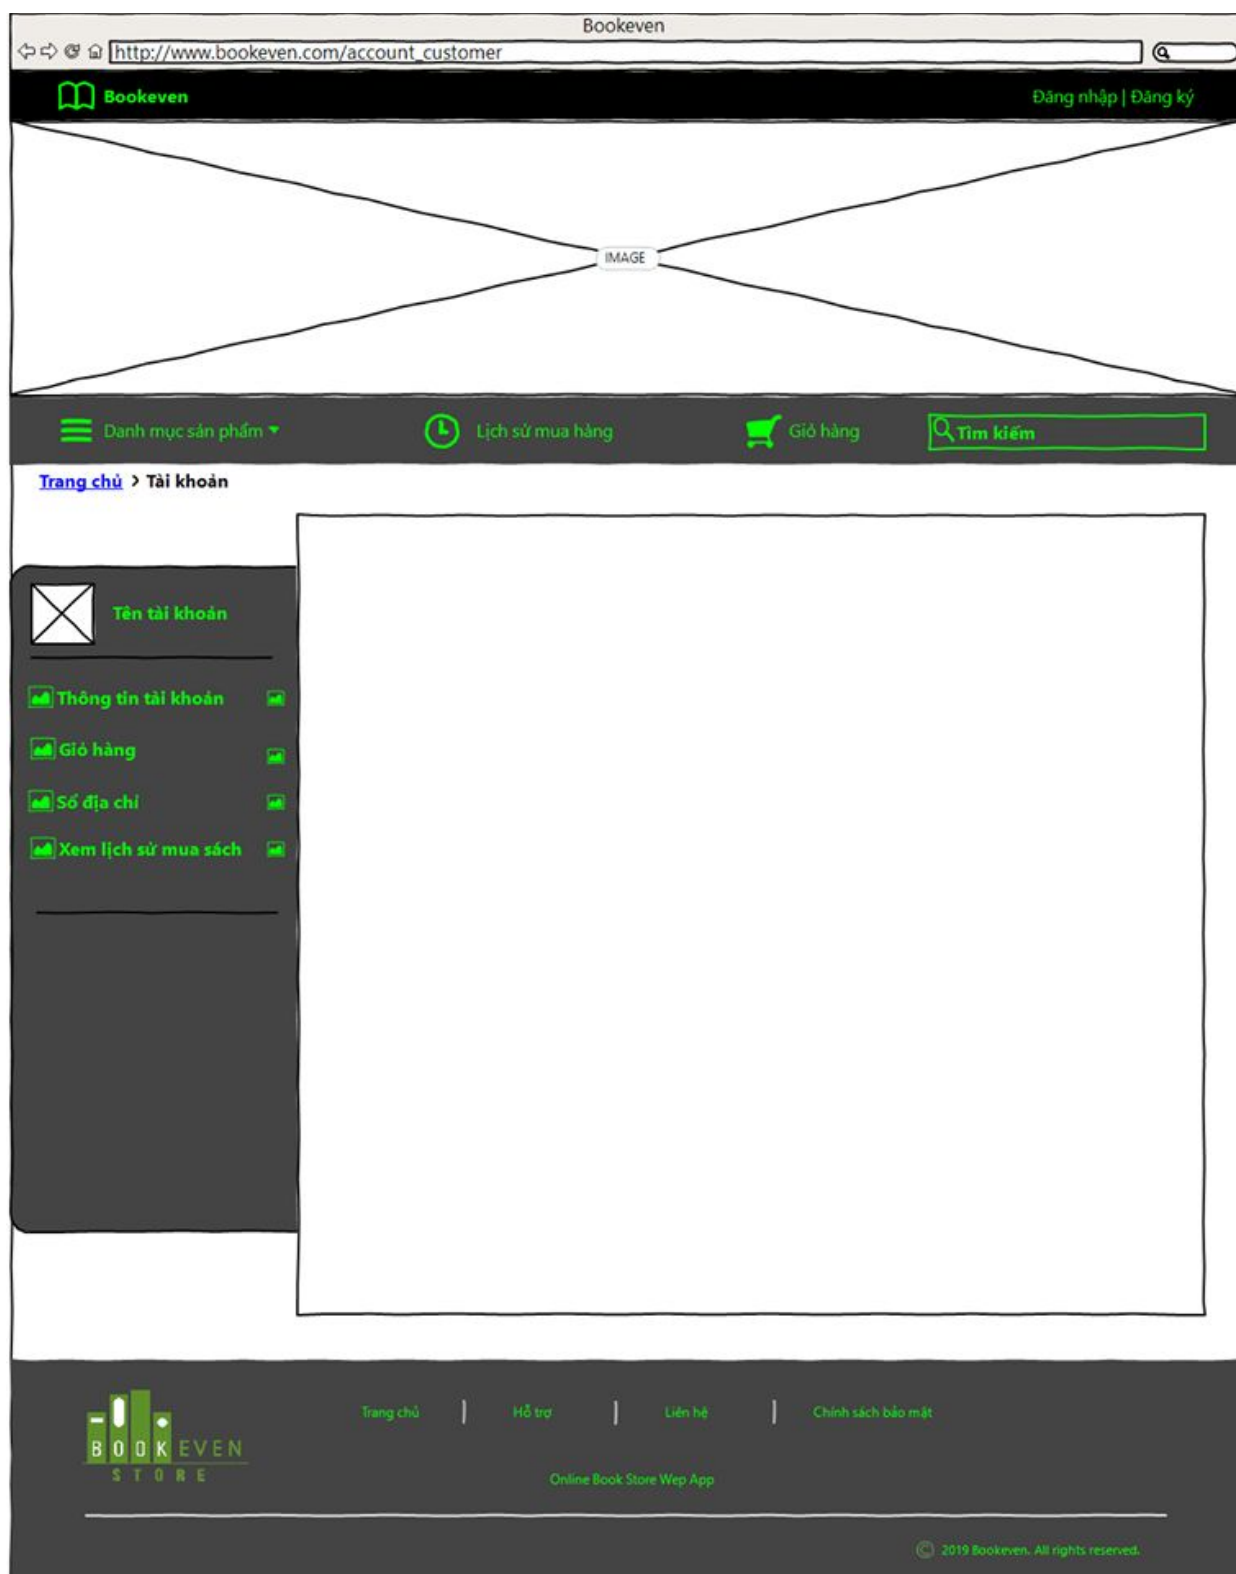 Bookeven
http://www.bookeven.com/account_customer
Bookeven
Đăng nhập | Đăng ký
IMAGE
Danh mục sản phẩm
Lịch sử mua hàng
Giỏ hàng
Tìm kiếm
Trang chủ > Tài khoản
Tên tài khoản
Thông tin tài khoản
Giỏ hàng
Sổ địa chỉ
Xem lịch sử mua sách
BOOKEVEN
STORE
Trang chủ | Hỗ trợ | Liên hệ | Chính sách bảo mật
Online Book Store Wep App
© 2019 Bookeven. All rights reserved.